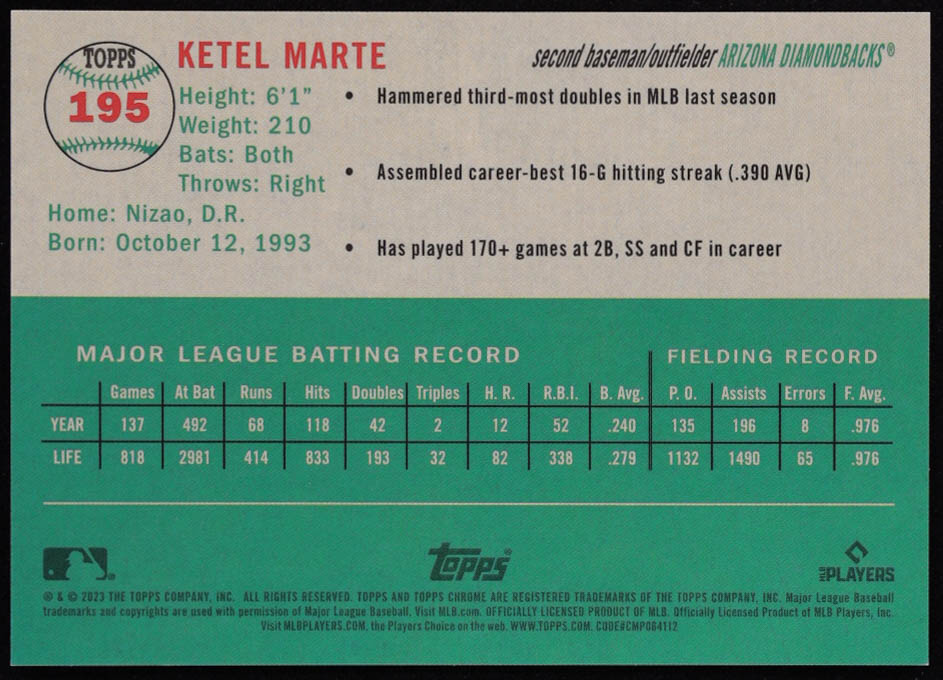 TOPPS
195
KETEL MARTE
second baseman/outfielder ARIZONA DIAMONDBACKS®
Height: 6'1"
Weight: 210
Bats: Both
Throws: Right
Home: Nizao, D.R.
Born: October 12, 1993
• Hammered third-most doubles in MLB last season
• Assembled career-best 16-G hitting streak (.390 AVG)
• Has played 170+ games at 2B, SS and CF in career
MAJOR LEAGUE BATTING RECORD FIELDING RECORD
Games At Bat Runs Hits Doubles Triples H. R. R.B.I. B. Avg. P. O. Assists Errors F. Avg.
YEAR 137 492 68 118 42 2 12 52 .240 135 196 8 .976
LIFE 818 2981 414 833 193 32 82 338 .279 1132 1490 65 .976
topps®
MLB PLAYERS
® & © 2023 THE TOPPS COMPANY, INC. ALL RIGHTS RESERVED. TOPPS AND TOPPS CHROME ARE REGISTERED TRADEMARKS OF THE TOPPS COMPANY, INC. Major League Baseball
trademarks and copyrights are used with permission of Major League Baseball. Visit MLB.com. OFFICIALLY LICENSED PRODUCT OF MLB. Officially Licensed Product of MLB Players, Inc.
Visit MLBPLAYERS.COM, the Players Choice on the web. WWW.TOPPS.COM. CODE#CMP064112